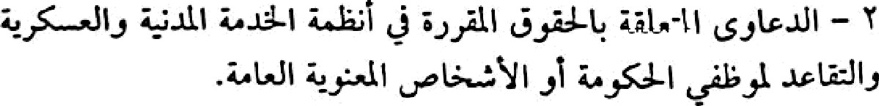 ٢ - الدعاوى المتعلقة بالحقوق المقررة في أنظمة الخدمة المدنية والعسكرية
والتقاعد لموظفي الحكومة أو الأشخاص المعنوية العامة.